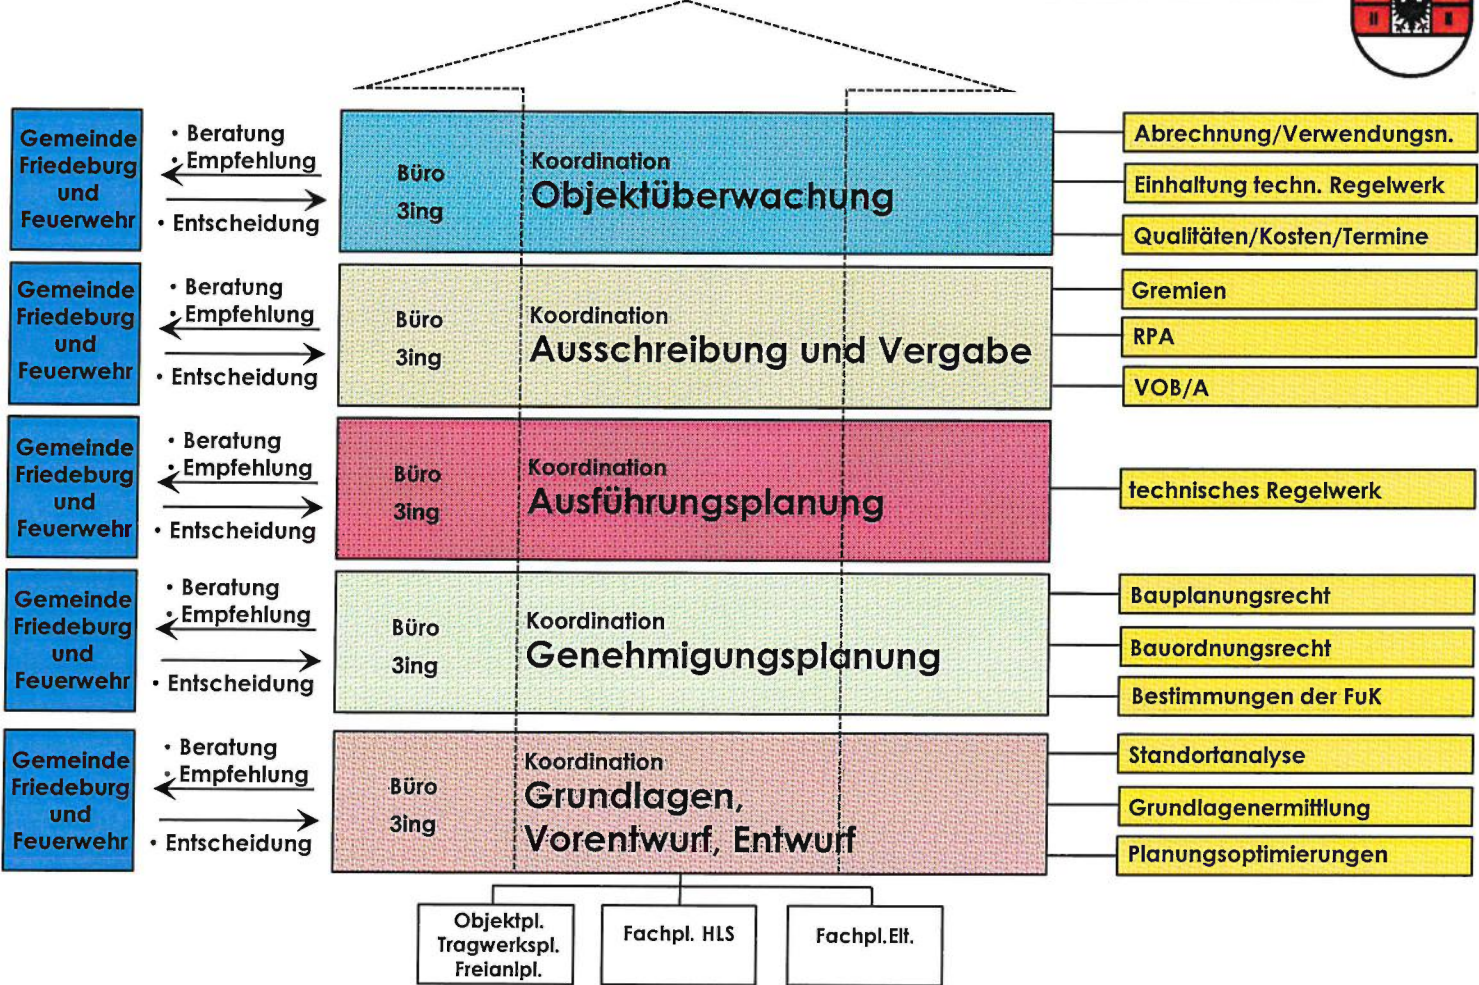 Gemeinde
Friedeburg
und
Feuerwehr
• Beratung
• Empfehlung
• Entscheidung
Büro
3ing
Koordination
Objektüberwachung
Abrechnung/Verwendungsn.
Einhaltung techn. Regelwerk
Qualitäten/Kosten/Termine
Gemeinde
Friedeburg
und
Feuerwehr
• Beratung
• Empfehlung
• Entscheidung
Büro
3ing
Koordination
Ausschreibung und Vergabe
Gremien
RPA
VOB/A
Gemeinde
Friedeburg
und
Feuerwehr
• Beratung
• Empfehlung
• Entscheidung
Büro
3ing
Koordination
Ausführungsplanung
technisches Regelwerk
Gemeinde
Friedeburg
und
Feuerwehr
• Beratung
• Empfehlung
• Entscheidung
Büro
3ing
Koordination
Genehmigungsplanung
Bauplanungsrecht
Bauordnungsrecht
Bestimmungen der FuK
Gemeinde
Friedeburg
und
Feuerwehr
• Beratung
• Empfehlung
• Entscheidung
Büro
3ing
Koordination
Grundlagen,
Vorentwurf, Entwurf
Standortanalyse
Grundlagenermittlung
Planungsoptimierungen
Objektpl.
Tragwerkspl.
Freianlpl.
Fachpl. HLS
Fachpl.Elt.